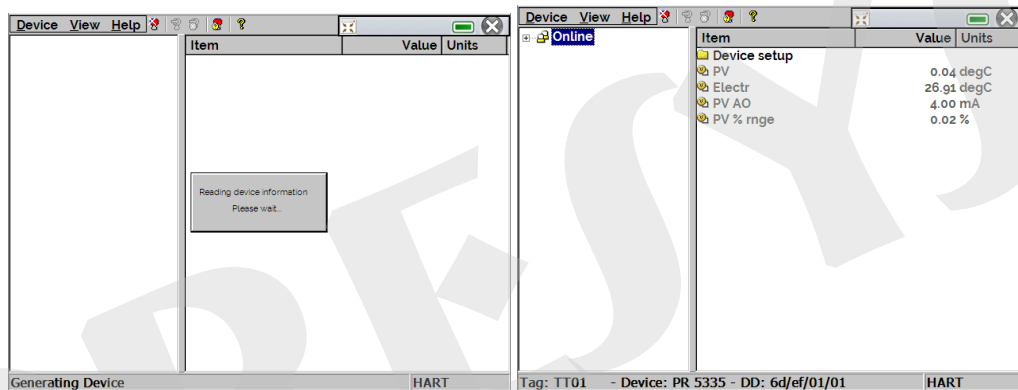 Device View Help
Item Value Units
Reading device information
Please wait...
Generating Device HART
Device View Help
Online
Item Value Units
Device setup
PV 0.04 degC
Electr 26.91 degC
PV AO 4.00 mA
PV % rnge 0.02 %
Tag: TT01 - Device: PR 5335 - DD: 6d/ef/01/01 HART